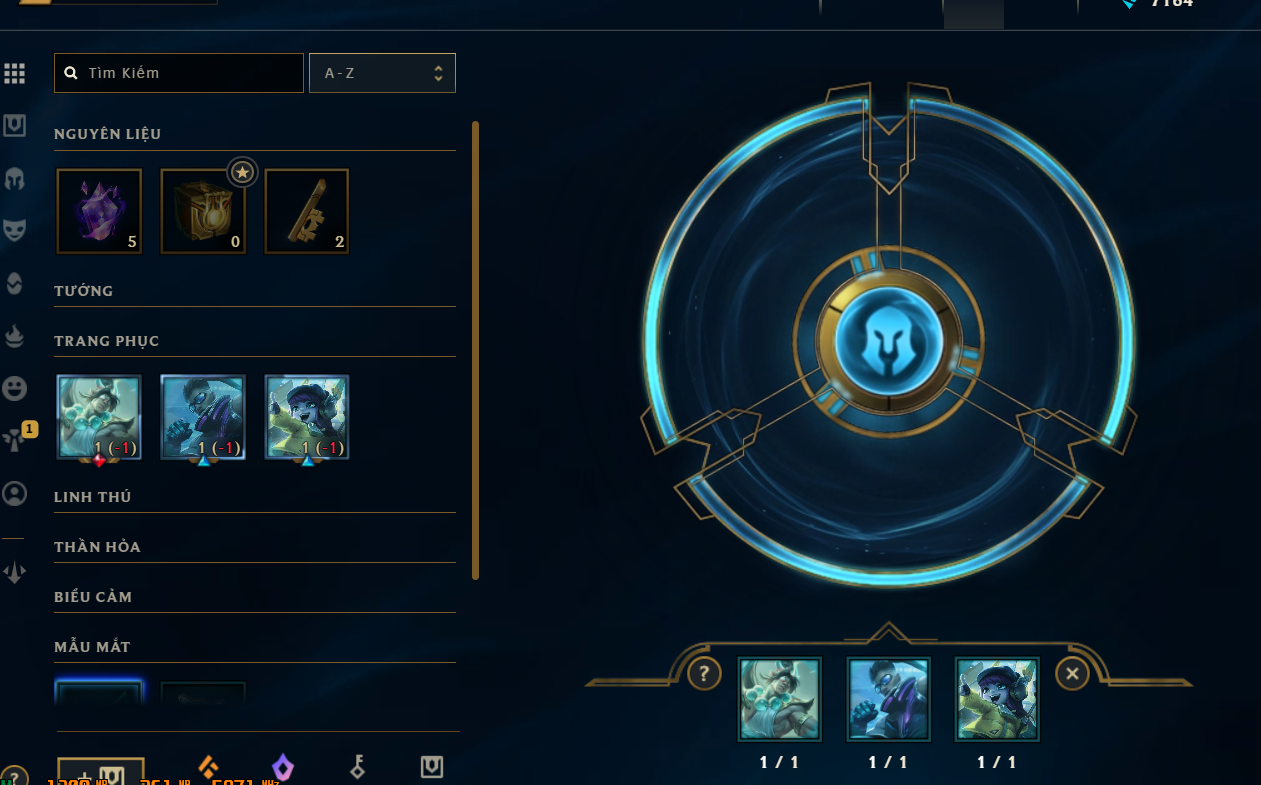 Tìm Kiếm
A - Z
NGUYÊN LIỆU
5
0
2
TƯỚNG
TRANG PHỤC
1 (-1)
1 (-1)
1 (-1)
1
LINH THÚ
THẦN HỎA
BIỂU CẢM
MẪU MẮT
?
1 / 1
1 / 1
1 / 1
+
?